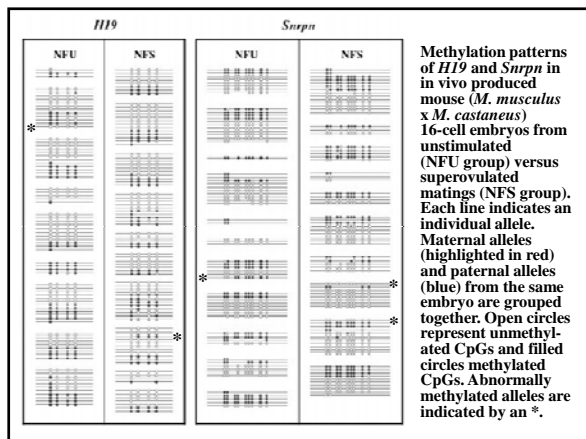 H19
Snrpn
NFU
NFS
NFU
NFS
*
*
*
*
*
Methylation patterns
of H19 and Snrpn in
in vivo produced
mouse (M. musculus
x M. castaneus)
16-cell embryos from
unstimulated
(NFU group) versus
superovulated
matings (NFS group).
Each line indicates an
individual allele.
Maternal alleles
(highlighted in red)
and paternal alleles
(blue) from the same
embryo are grouped
together. Open circles
represent unmethyl-
ated CpGs and filled
circles methylated
CpGs. Abnormally
methylated alleles are
indicated by an *.